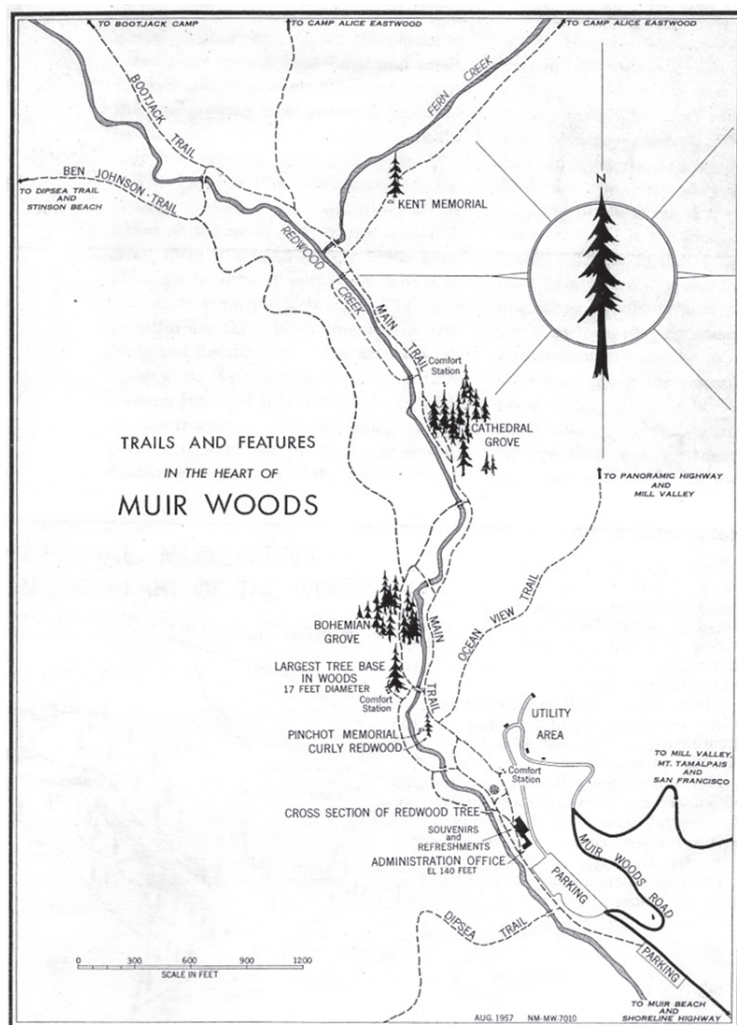 TO BOOTJACK CAMP
TO CAMP ALICE EASTWOOD
TO CAMP ALICE EASTWOOD
BOOTJACK TRAIL
FERN CREEK
BEN JOHNSON TRAIL
TO DIPSEA TRAIL
AND
STINSON BEACH
KENT MEMORIAL
N
REDWOOD CREEK
MAIN TRAIL
Comfort
Station
CATHEDRAL
GROVE
TRAILS AND FEATURES
IN THE HEART OF
MUIR WOODS
TO PANORAMIC HIGHWAY
AND
MILL VALLEY
OCEAN VIEW TRAIL
BOHEMIAN
GROVE
MAIN TRAIL
LARGEST TREE BASE
IN WOODS
17 FEET DIAMETER
Comfort
Station
UTILITY
AREA
PINCHOT MEMORIAL
CURLY REDWOOD
TO MILL VALLEY,
MT. TAMALPAIS
AND
SAN FRANCISCO
Comfort
Station
CROSS SECTION OF REDWOOD TREE
SOUVENIRS
and
REFRESHMENTS
ADMINISTRATION OFFICE
EL 140 FEET
PARKING
MUIR WOODS ROAD
DIPSEA TRAIL
PARKING
0 300 600 900 1200
SCALE IN FEET
TO MUIR BEACH
AND
SHORELINE HIGHWAY
AUG. 1957 NM-MW.7010